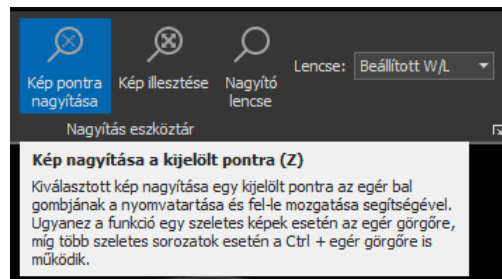 Kép pontra
nagyítása
Kép illesztése
Nagyító
lencse
Lencse:
Beállított W/L
Nagyítás eszköztár
Kép nagyítása a kijelölt pontra (Z)
Kiválasztott kép nagyítása egy kijelölt pontra az egér bal
gombjának a nyomvatartása és fel-le mozgatása segítségével.
Ugyanez a funkció egy szeletes képek esetén az egér görgőre,
míg több szeletes sorozatok esetén a Ctrl + egér görgőre is
működik.